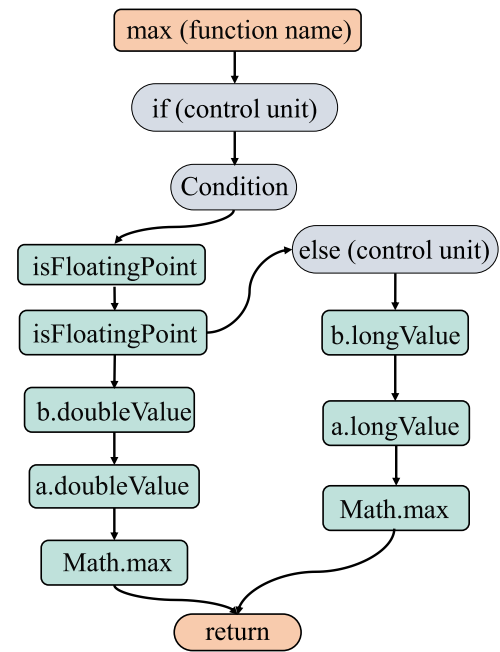 max (function name)
if (control unit)
Condition
isFloatingPoint
isFloatingPoint
b.doubleValue
a.doubleValue
Math.max
else (control unit)
b.longValue
a.longValue
Math.max
return